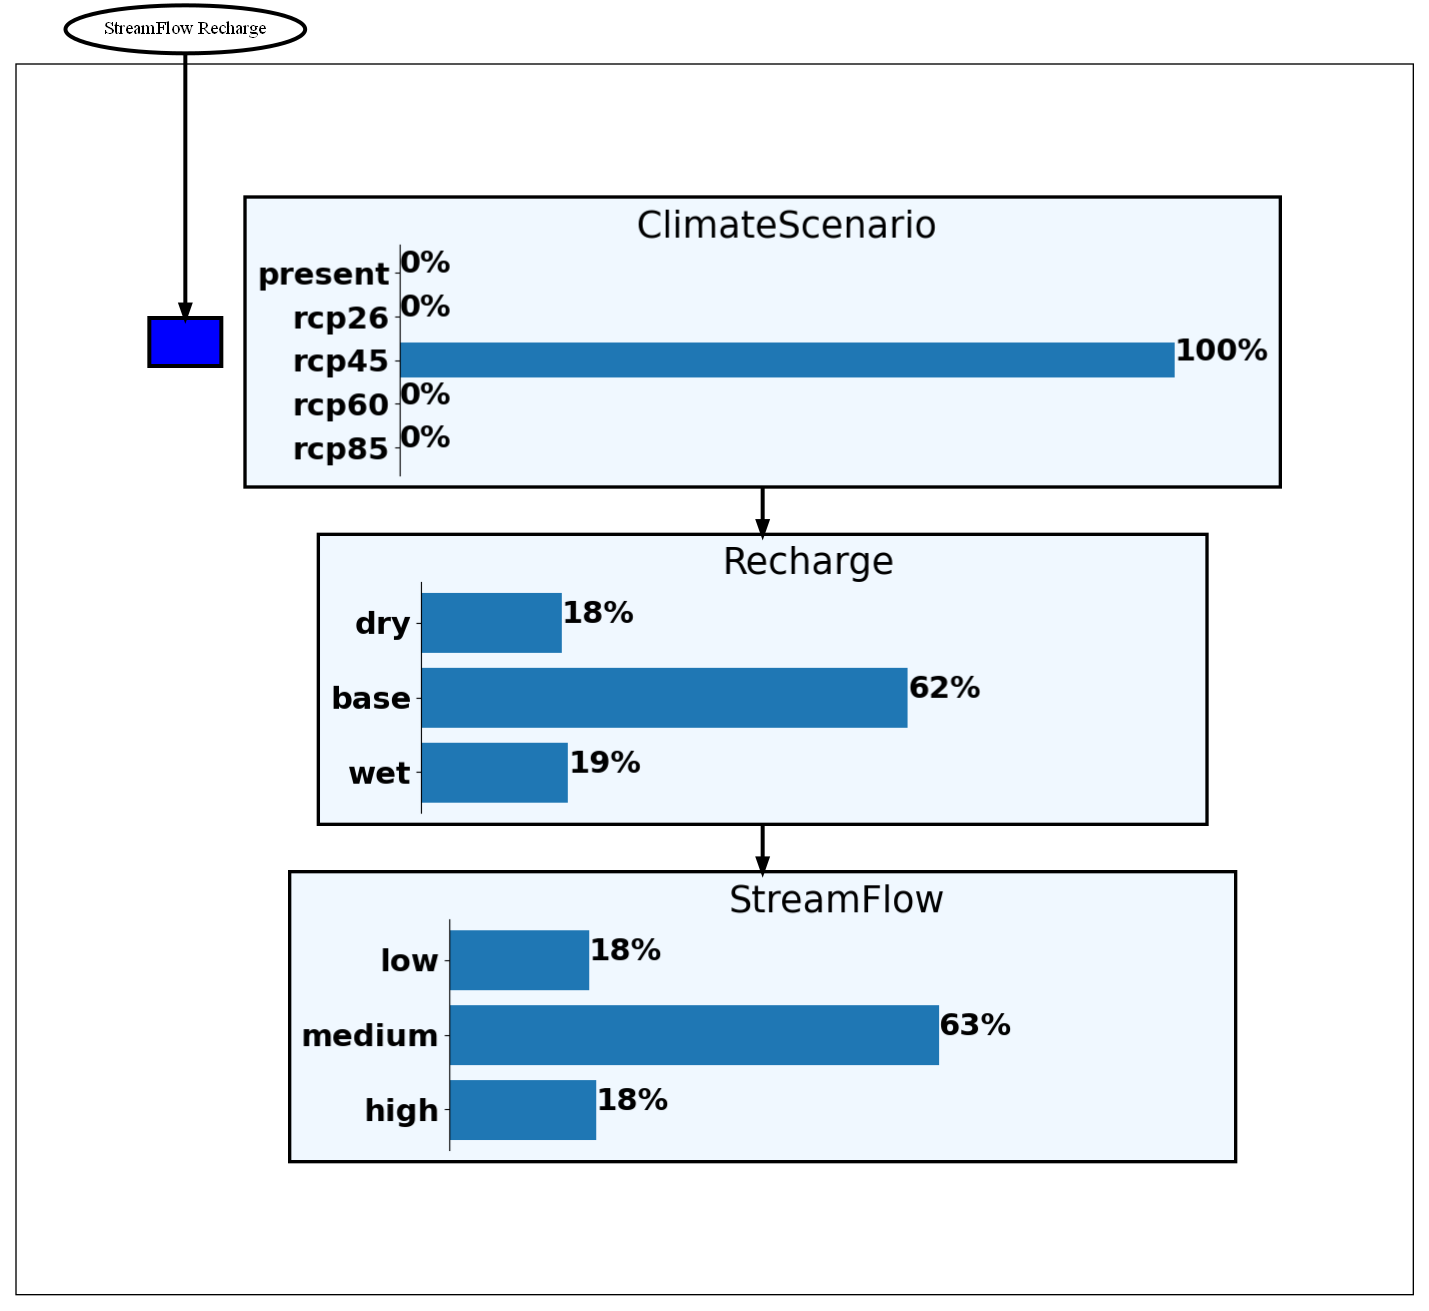 StreamFlow Recharge
ClimateScenario
present 0%
rcp26 0%
rcp45 100%
rcp60 0%
rcp85 0%
Recharge
dry 18%
base 62%
wet 19%
StreamFlow
low 18%
medium 63%
high 18%